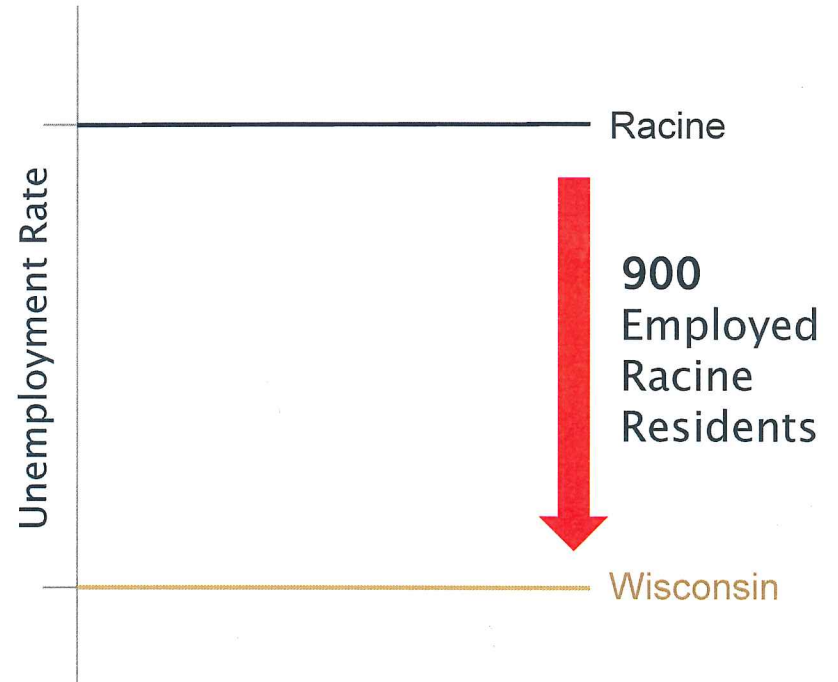 Unemployment Rate
Racine
900
Employed
Racine
Residents
Wisconsin